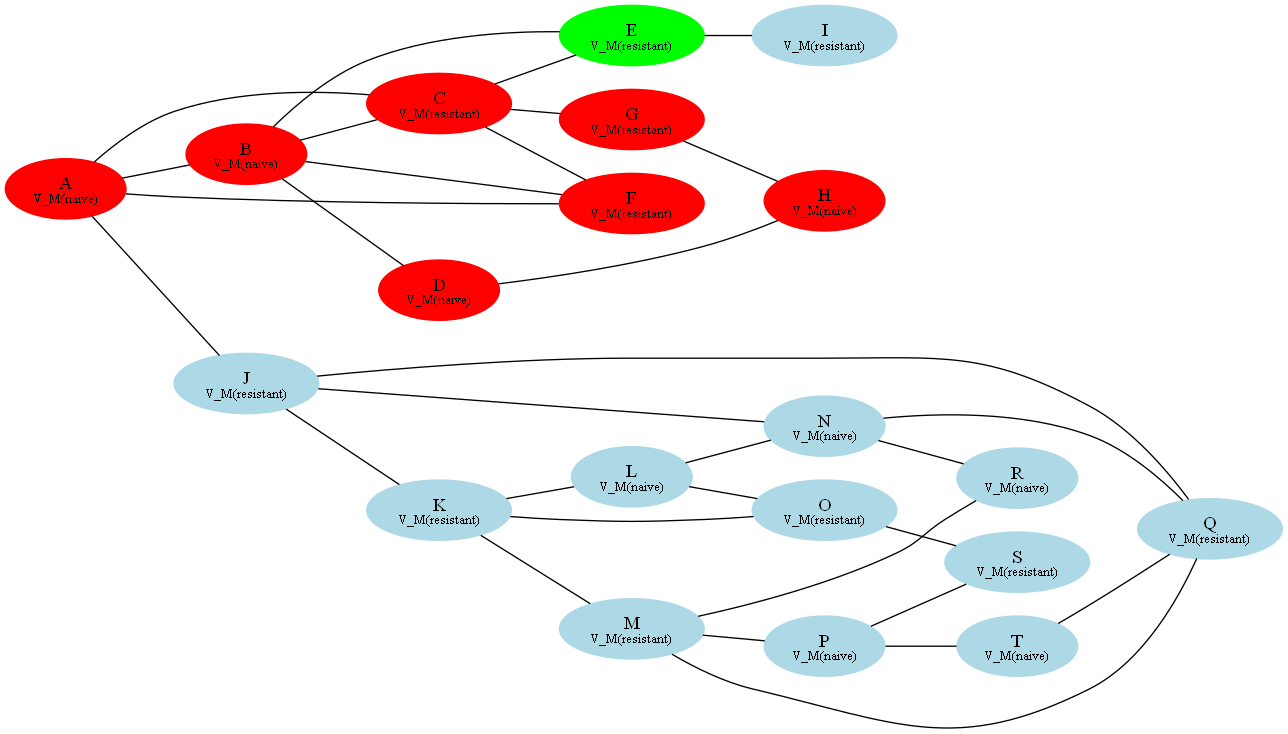 E
V_M(resistant)
I
V_M(resistant)
C
V_M(resistant)
G
V_M(resistant)
B
V_M(naive)
A
V_M(naive)
F
V_M(resistant)
H
V_M(naive)
D
V_M(naive)
J
V_M(resistant)
N
V_M(naive)
L
V_M(naive)
R
V_M(naive)
K
V_M(resistant)
O
V_M(resistant)
Q
V_M(resistant)
S
V_M(resistant)
M
V_M(resistant)
P
V_M(naive)
T
V_M(naive)